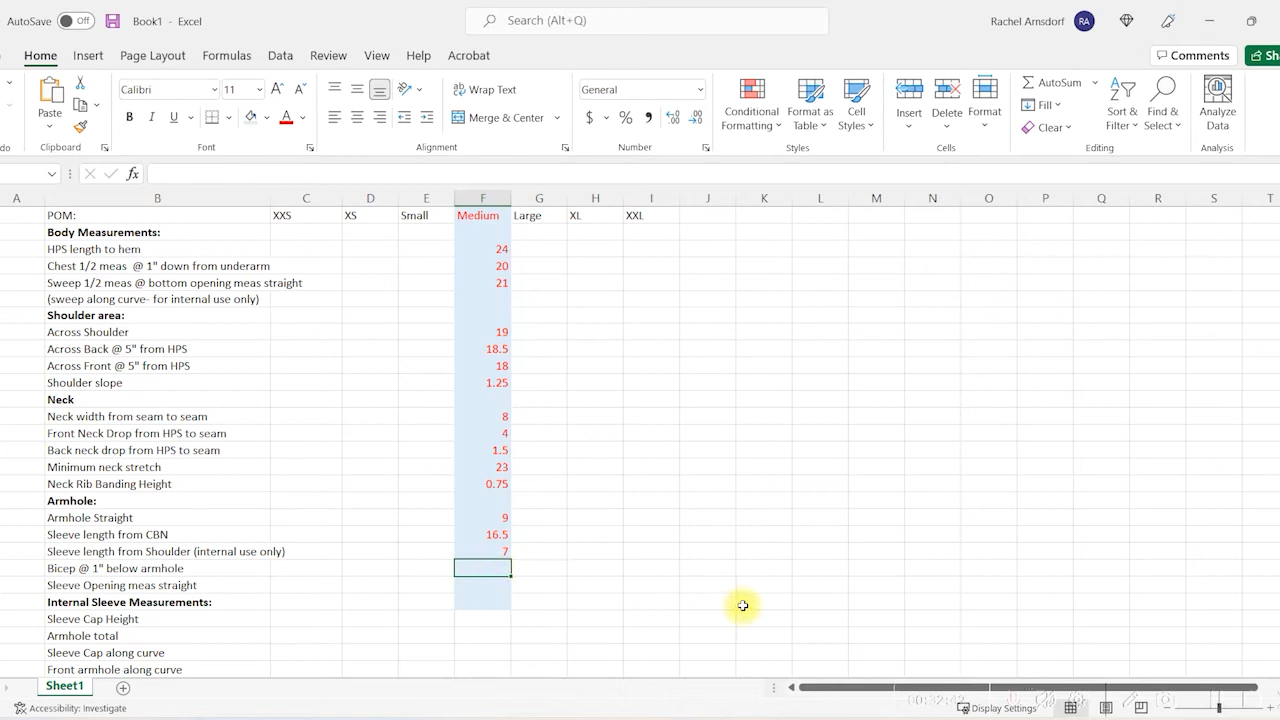 AutoSave Off Book1 - Excel Search (Alt+Q) Rachel Arnsdorf RA
Home Insert Page Layout Formulas Data Review View Help Acrobat Comments
Calibri 11 Wrap Text General AutoSum
Paste Merge & Center $ % Conditional Formatting Format as Table Cell Styles Insert Delete Format Fill Clear Sort & Filter Find & Select Analyze Data
B I U A
Clipboard Font Alignment Number Styles Cells Editing Analysis
fx
A B C D E F G H I J K L M N O P Q R S T
POM: XXS XS Small Medium Large XL XXL
Body Measurements:
HPS length to hem 24
Chest 1/2 meas @ 1" down from underarm 20
Sweep 1/2 meas @ bottom opening meas straight 21
(sweep along curve- for internal use only)
Shoulder area:
Across Shoulder 19
Across Back @ 5" from HPS 18.5
Across Front @ 5" from HPS 18
Shoulder slope 1.25
Neck
Neck width from seam to seam 8
Front Neck Drop from HPS to seam 4
Back neck drop from HPS to seam 1.5
Minimum neck stretch 23
Neck Rib Banding Height 0.75
Armhole:
Armhole Straight 9
Sleeve length from CBN 16.5
Sleeve length from Shoulder (internal use only) 7
Bicep @ 1" below armhole
Sleeve Opening meas straight
Internal Sleeve Measurements:
Sleeve Cap Height
Armhole total
Sleeve Cap along curve
Front armhole along curve
Sheet1
Accessibility: Investigate 00:32:42 Display Settings